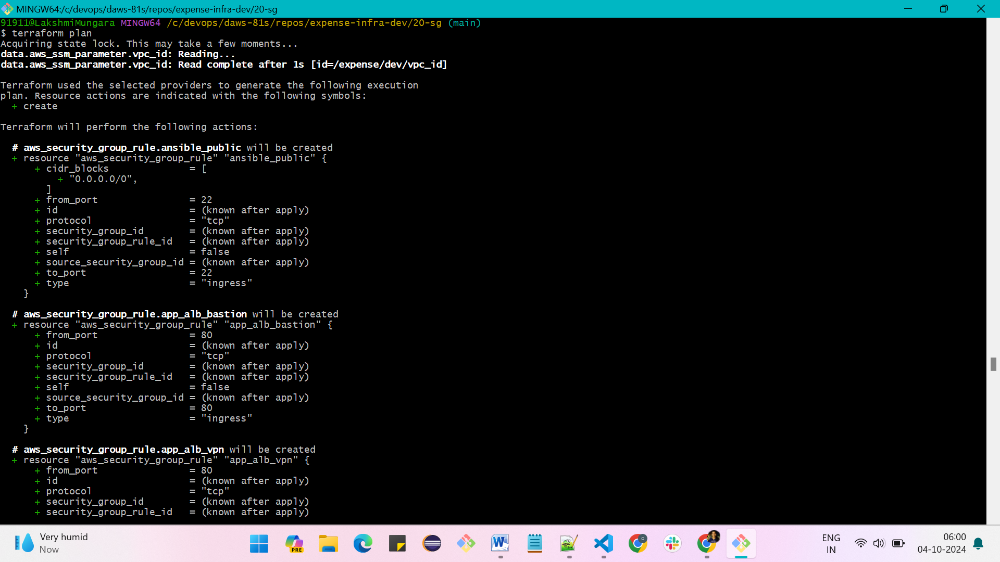 MINGW64:/c/devops/daws-81s/repos/expense-infra-dev/20-sg
91911@LakshmiMungara MINGW64 /c/devops/daws-81s/repos/expense-infra-dev/20-sg (main)
$ terraform plan
Acquiring state lock. This may take a few moments...
data.aws_ssm_parameter.vpc_id: Reading...
data.aws_ssm_parameter.vpc_id: Read complete after 1s [id=/expense/dev/vpc_id]

Terraform used the selected providers to generate the following execution
plan. Resource actions are indicated with the following symbols:
  + create

Terraform will perform the following actions:

  # aws_security_group_rule.ansible_public will be created
  + resource "aws_security_group_rule" "ansible_public" {
      + cidr_blocks              = [
          + "0.0.0.0/0",
        ]
      + from_port                = 22
      + id                       = (known after apply)
      + protocol                 = "tcp"
      + security_group_id        = (known after apply)
      + security_group_rule_id   = (known after apply)
      + self                     = false
      + source_security_group_id = (known after apply)
      + to_port                  = 22
      + type                     = "ingress"
    }

  # aws_security_group_rule.app_alb_bastion will be created
  + resource "aws_security_group_rule" "app_alb_bastion" {
      + from_port                = 80
      + id                       = (known after apply)
      + protocol                 = "tcp"
      + security_group_id        = (known after apply)
      + security_group_rule_id   = (known after apply)
      + self                     = false
      + source_security_group_id = (known after apply)
      + to_port                  = 80
      + type                     = "ingress"
    }

  # aws_security_group_rule.app_alb_vpn will be created
  + resource "aws_security_group_rule" "app_alb_vpn" {
      + from_port                = 80
      + id                       = (known after apply)
      + protocol                 = "tcp"
      + security_group_id        = (known after apply)
      + security_group_rule_id   = (known after apply)
Very humid
Now
PRE
W
C
ENG
IN
06:00
04-10-2024